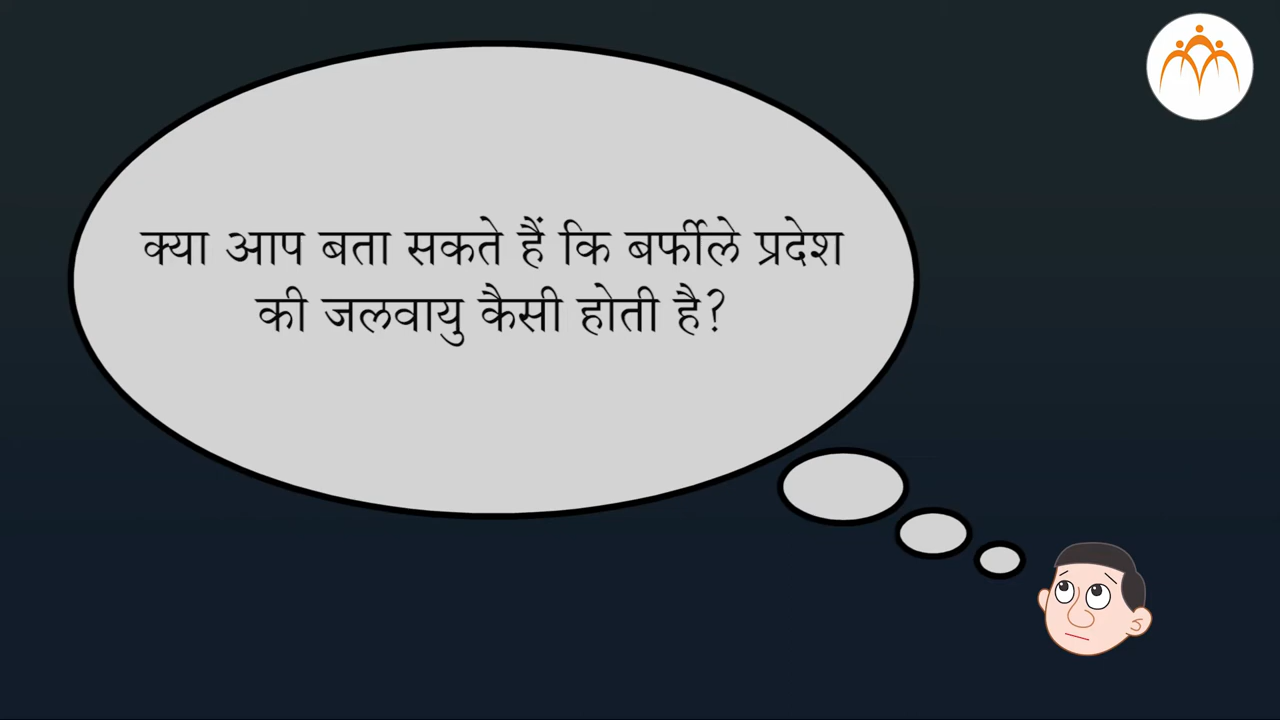 क्या आप बता सकते हैं कि बर्फीले प्रदेश
की जलवायु कैसी होती है?